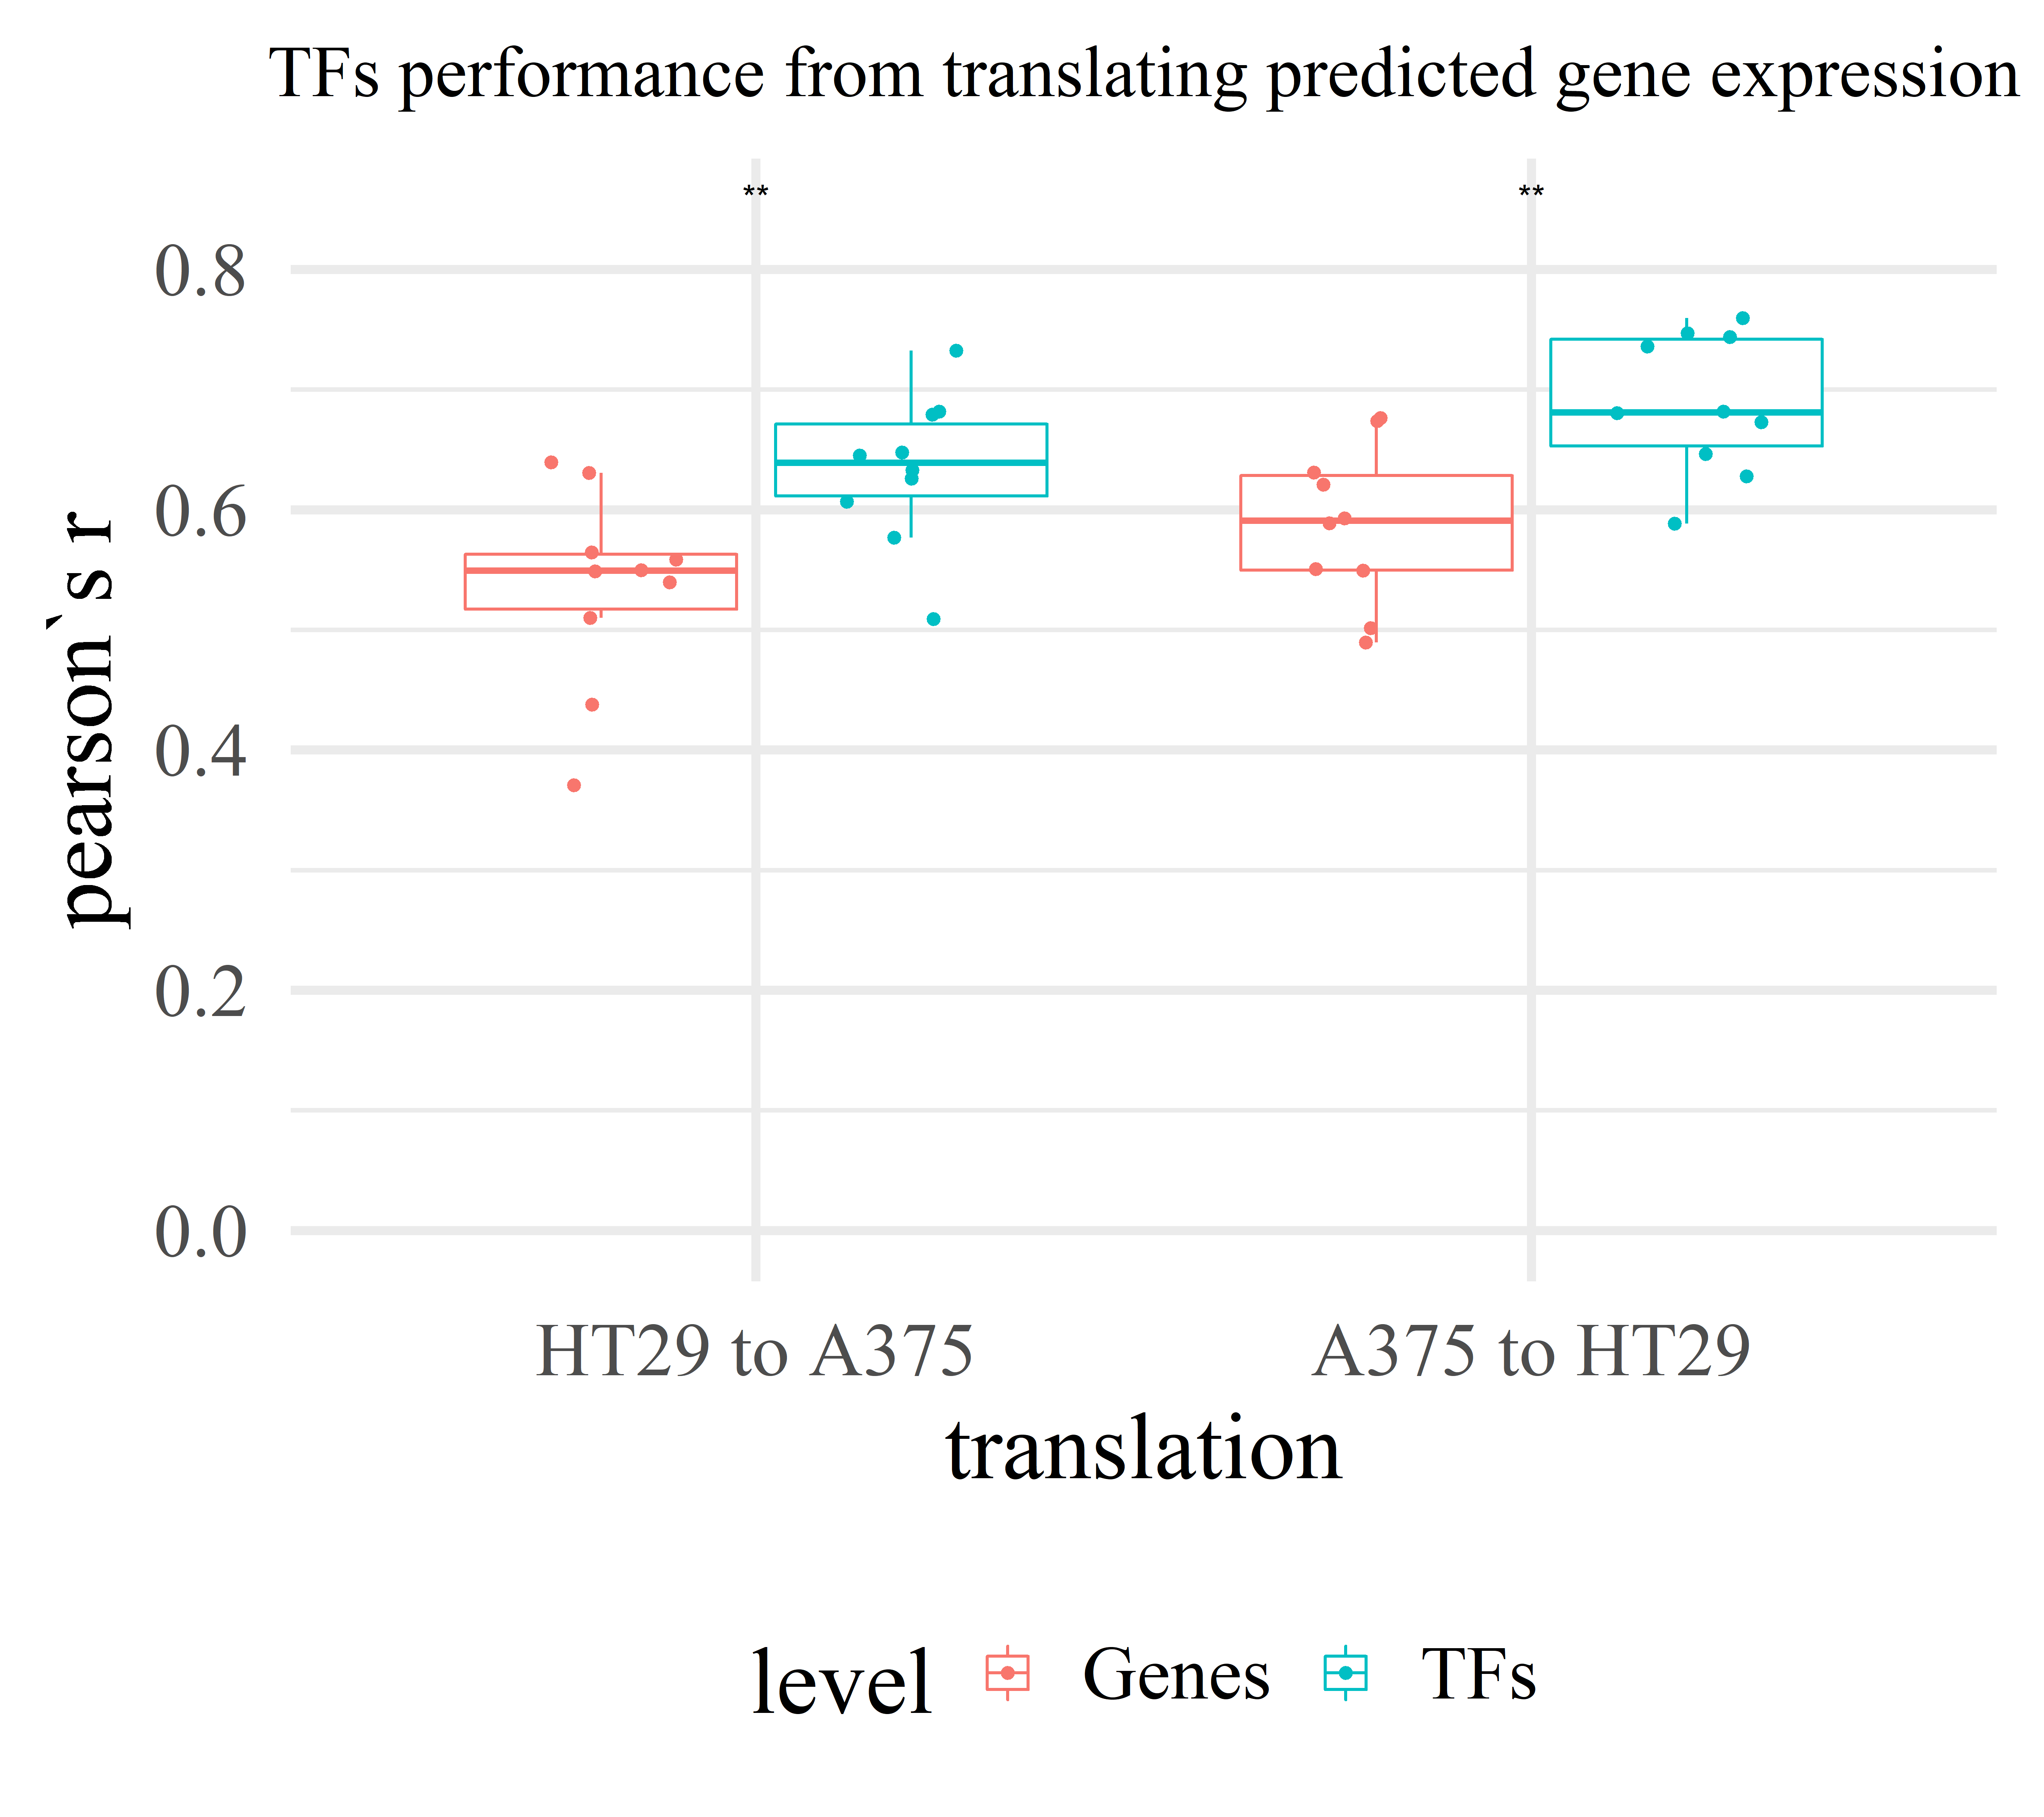 TFs performance from translating predicted gene expression
** **
0.8
0.6
0.4
0.2
0.0
pearson`s r
HT29 to A375 A375 to HT29
translation
level Genes TFs